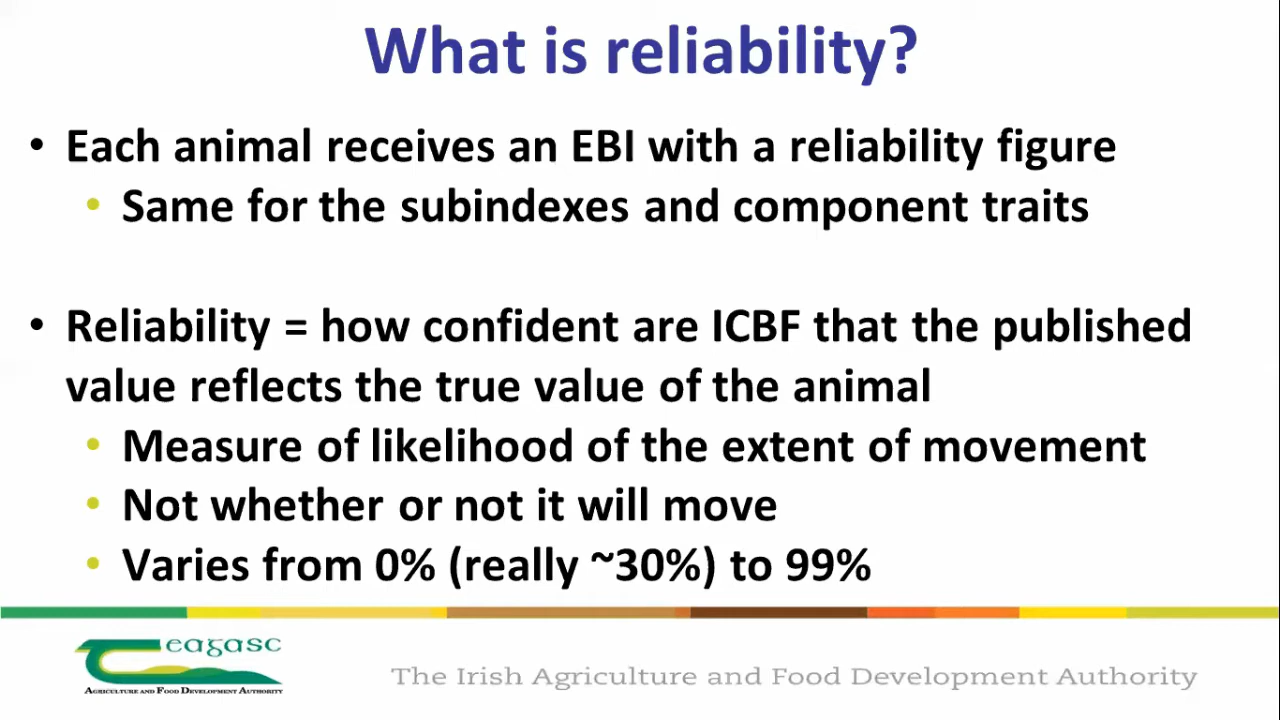 What is reliability?
• Each animal receives an EBI with a reliability figure
• Same for the subindexes and component traits
• Reliability = how confident are ICBF that the published
value reflects the true value of the animal
• Measure of likelihood of the extent of movement
• Not whether or not it will move
• Varies from 0% (really ~30%) to 99%
Teagasc
AGRICULTURE AND FOOD DEVELOPMENT AUTHORITY
The Irish Agriculture and Food Development Authority